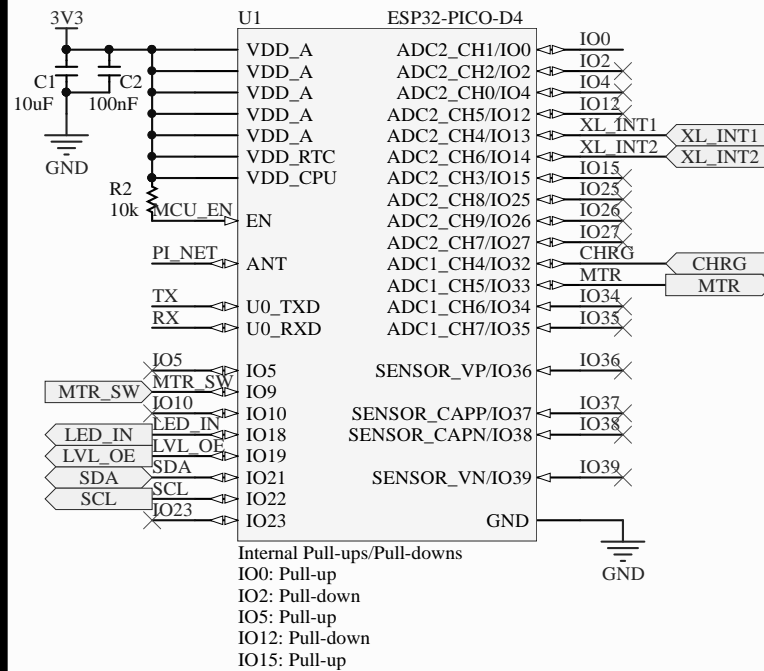 3V3
C1
10uF
C2
100nF
GND
R2
10k
U1
ESP32-PICO-D4
VDD_A
VDD_A
VDD_A
VDD_A
VDD_A
VDD_RTC
VDD_CPU
MCU_EN
EN
PI_NET
ANT
TX
U0_TXD
RX
U0_RXD
IO5
IO5
MTR_SW
MTR_SW
IO9
IO10
IO10
LED_IN
LED_IN
IO18
LVL_OE
LVL_OE
IO19
SDA
SDA
IO21
SCL
SCL
IO22
IO23
IO23
ADC2_CH1/IO0
IO0
ADC2_CH2/IO2
IO2
ADC2_CH0/IO4
IO4
ADC2_CH5/IO12
IO12
ADC2_CH4/IO13
XL_INT1
XL_INT1
ADC2_CH6/IO14
XL_INT2
XL_INT2
ADC2_CH3/IO15
IO15
ADC2_CH8/IO25
IO25
ADC2_CH9/IO26
IO26
ADC2_CH7/IO27
IO27
ADC1_CH4/IO32
CHRG
CHRG
ADC1_CH5/IO33
MTR
MTR
ADC1_CH6/IO34
IO34
ADC1_CH7/IO35
IO35
SENSOR_VP/IO36
IO36
SENSOR_CAPP/IO37
IO37
SENSOR_CAPN/IO38
IO38
SENSOR_VN/IO39
IO39
GND
GND
Internal Pull-ups/Pull-downs
IO0: Pull-up
IO2: Pull-down
IO5: Pull-up
IO12: Pull-down
IO15: Pull-up